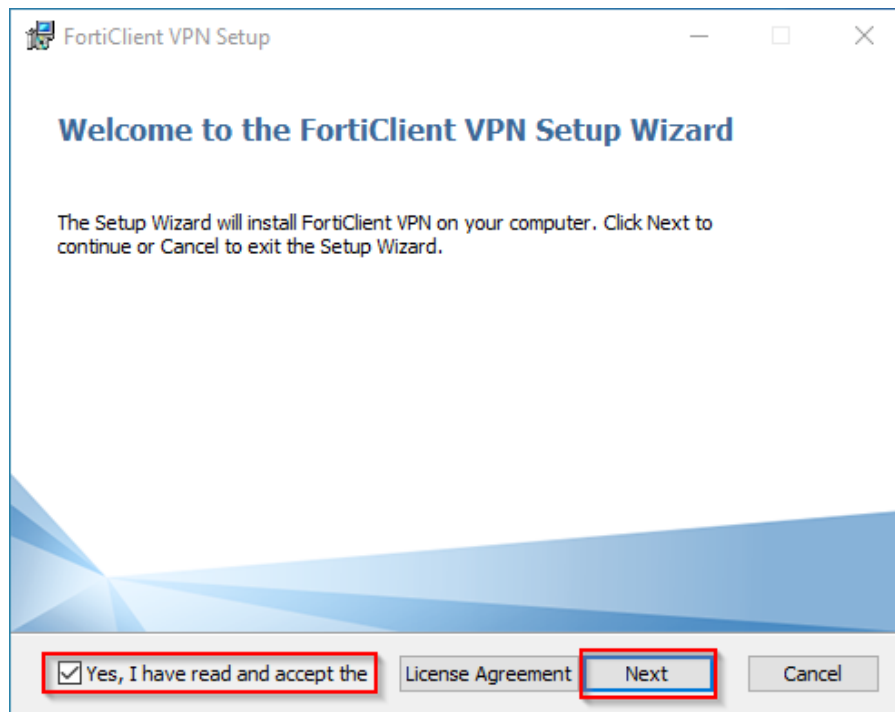 FortiClient VPN Setup
Welcome to the FortiClient VPN Setup Wizard
The Setup Wizard will install FortiClient VPN on your computer. Click Next to
continue or Cancel to exit the Setup Wizard.
Yes, I have read and accept the License Agreement Next Cancel